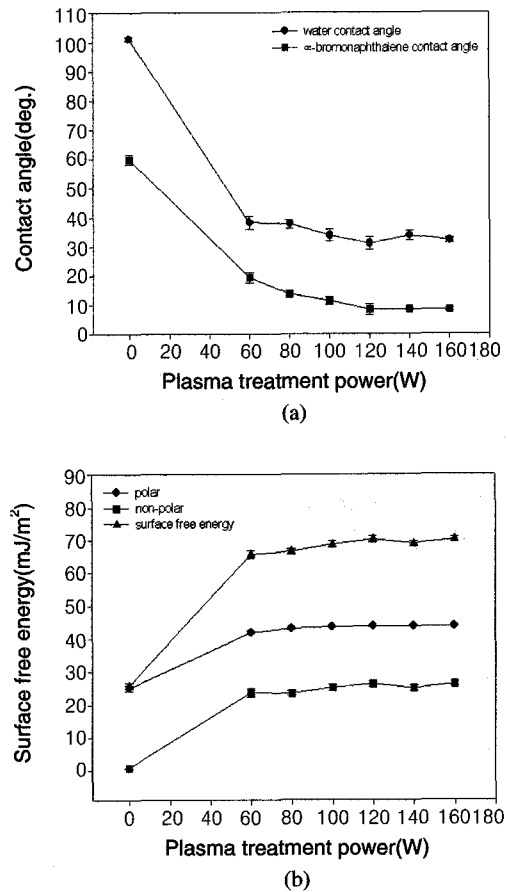 110
100
90
80
70
60
50
40
30
20
10
0
Contact angle(deg.)
water contact angle
∝-bromonaphthalene contact angle
0 20 40 60 80 100 120 140 160 180
Plasma treatment power(W)
(a)
90
80
70
60
50
40
30
20
10
0
Surface free energy(mJ/m²)
polar
non-polar
surface free energy
0 20 40 60 80 100 120 140 160 180
Plasma treatment power(W)
(b)